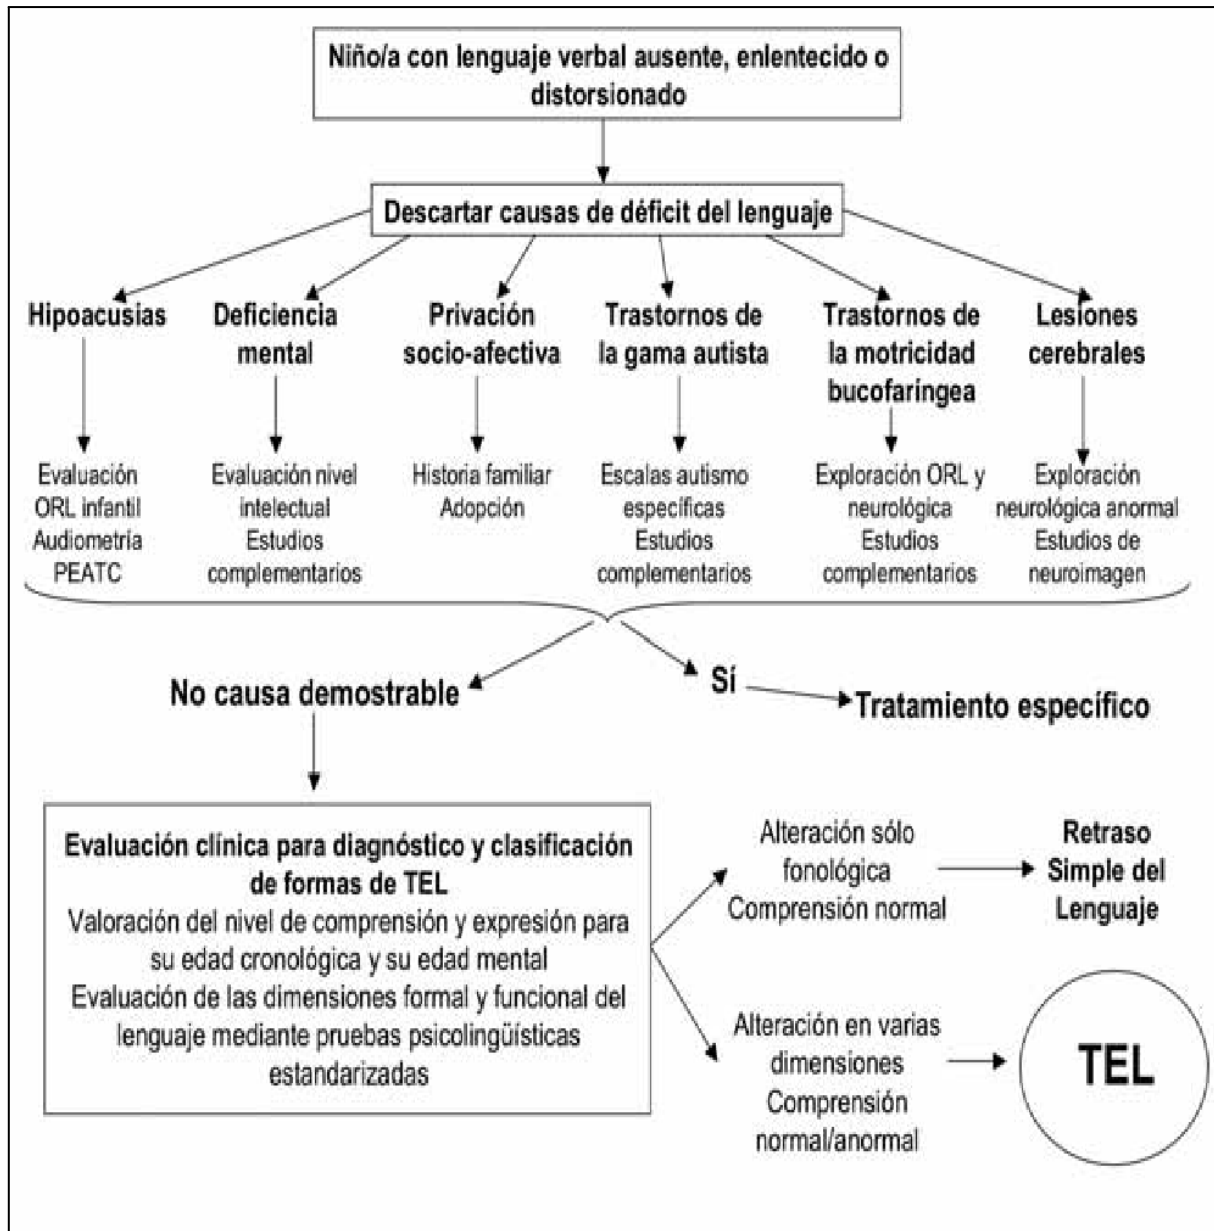 Niño/a con lenguaje verbal ausente, enlentecido o
distorsionado
Descartar causas de déficit del lenguaje
Hipoacusias
Deficiencia
mental
Privación
socio-afectiva
Trastornos de
la gama autista
Trastornos de
la motricidad
bucofaríngea
Lesiones
cerebrales
Evaluación
ORL infantil
Audiometría
PEATC
Evaluación nivel
intelectual
Estudios
complementarios
Historia familiar
Adopción
Escalas autismo
específicas
Estudios
complementarios
Exploración ORL y
neurológica
Estudios
complementarios
Exploración
neurológica anormal
Estudios de
neuroimagen
No causa demostrable
Sí
Tratamiento específico
Evaluación clínica para diagnóstico y clasificación
de formas de TEL
Valoración del nivel de comprensión y expresión para
su edad cronológica y su edad mental
Evaluación de las dimensiones formal y funcional del
lenguaje mediante pruebas psicolingüísticas
estandarizadas
Alteración sólo
fonológica
Comprensión normal
Retraso
Simple del
Lenguaje
Alteración en varias
dimensiones
Comprensión
normal/anormal
TEL